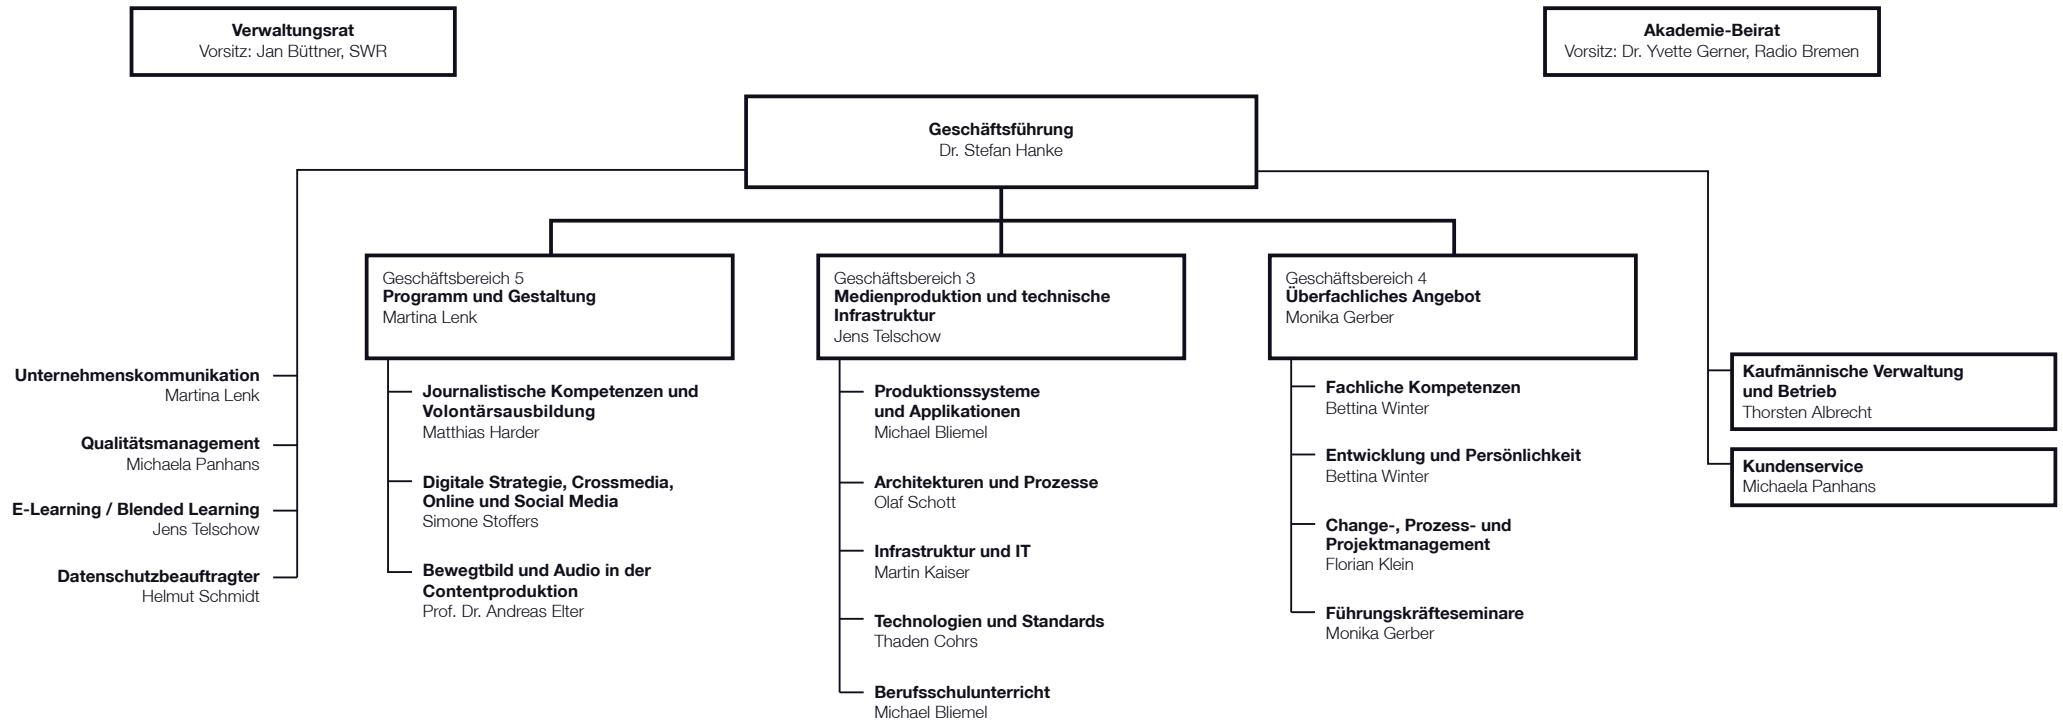 Verwaltungsrat
Vorsitz: Jan Büttner, SWR
Akademie-Beirat
Vorsitz: Dr. Yvette Gerner, Radio Bremen
Geschäftsführung
Dr. Stefan Hanke
Unternehmenskommunikation
Martina Lenk
Qualitätsmanagement
Michaela Panhans
E-Learning / Blended Learning
Jens Telschow
Datenschutzbeauftragter
Helmut Schmidt
Geschäftsbereich 5
Programm und Gestaltung
Martina Lenk
Journalistische Kompetenzen und
Volontärsausbildung
Matthias Harder
Digitale Strategie, Crossmedia,
Online und Social Media
Simone Stoffers
Bewegtbild und Audio in der
Contentproduktion
Prof. Dr. Andreas Elter
Geschäftsbereich 3
Medienproduktion und technische
Infrastruktur
Jens Telschow
Produktionssysteme
und Applikationen
Michael Bliemel
Architekturen und Prozesse
Olaf Schott
Infrastruktur und IT
Martin Kaiser
Technologien und Standards
Thaden Cohrs
Berufsschulunterricht
Michael Bliemel
Geschäftsbereich 4
Überfachliches Angebot
Monika Gerber
Fachliche Kompetenzen
Bettina Winter
Entwicklung und Persönlichkeit
Bettina Winter
Change-, Prozess- und
Projektmanagement
Florian Klein
Führungskräfteseminare
Monika Gerber
Kaufmännische Verwaltung
und Betrieb
Thorsten Albrecht
Kundenservice
Michaela Panhans